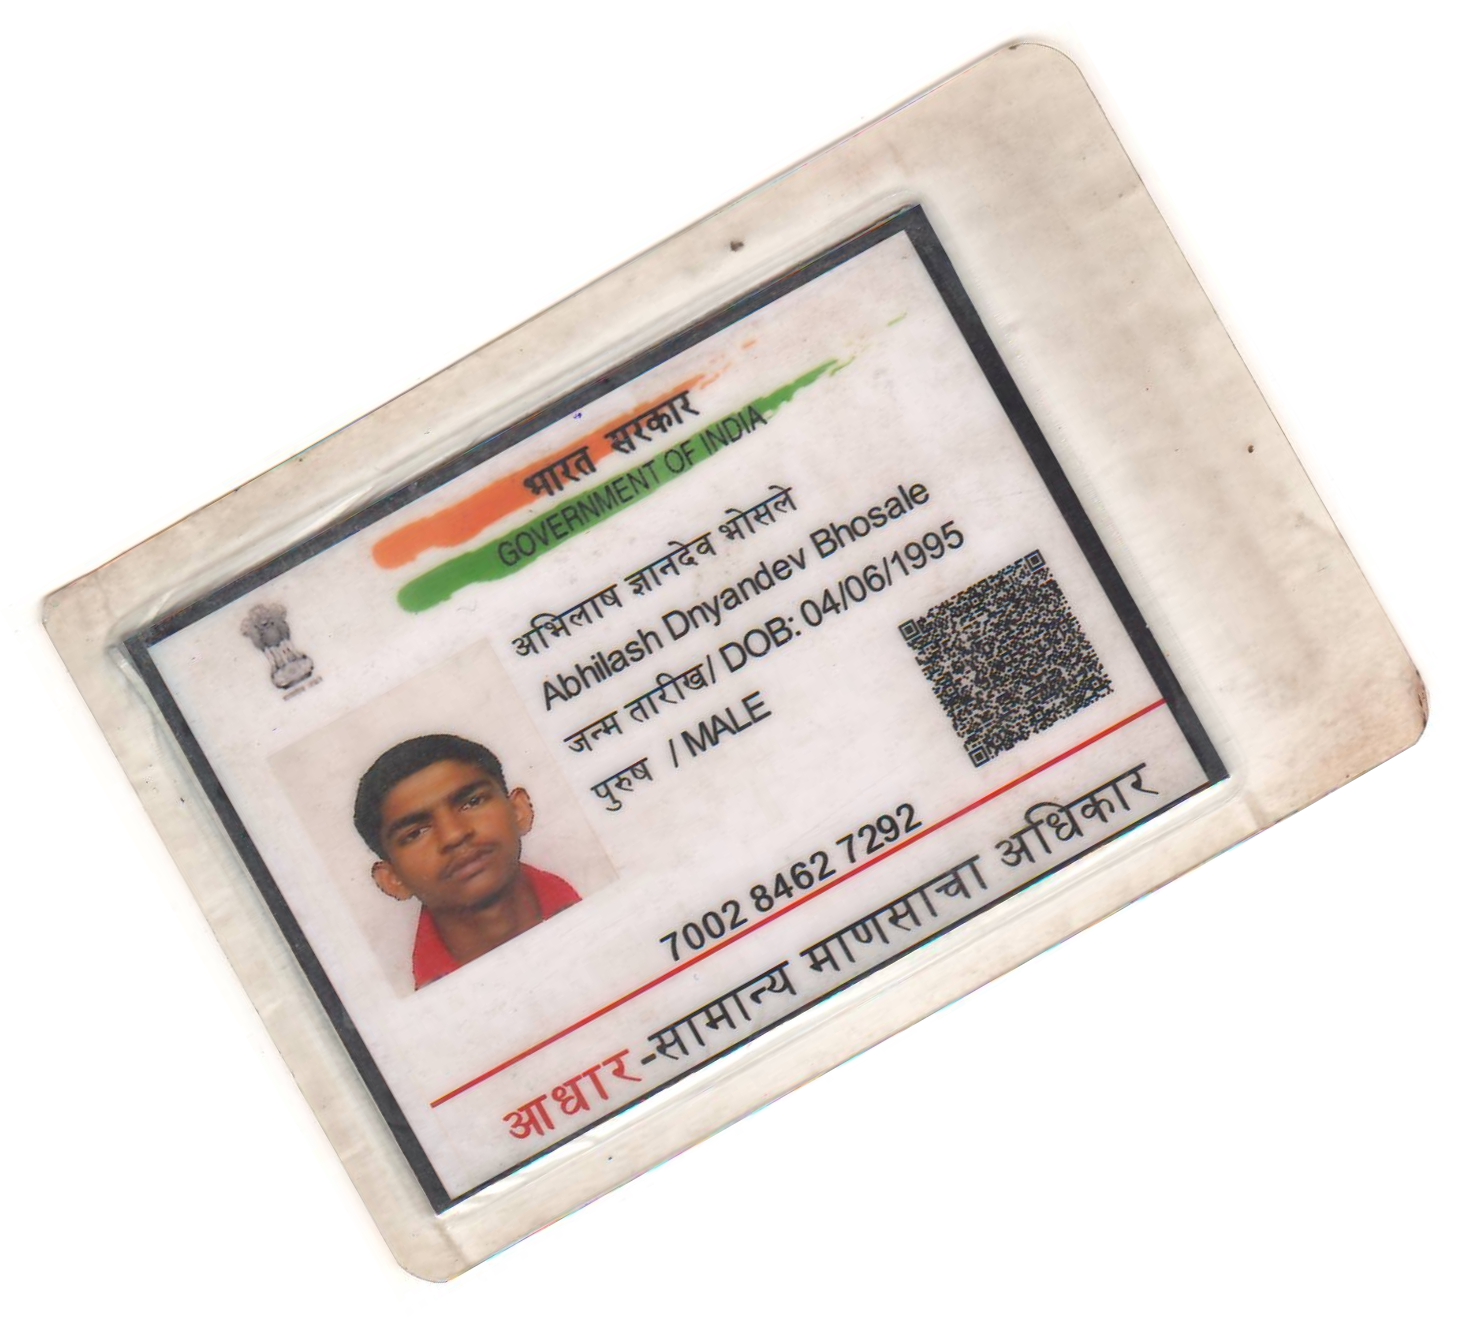 भारत सरकार
GOVERNMENT OF INDIA
अभिलाष ज्ञानदेव भोसले
Abhilash Dnyandev Bhosale
जन्म तारीख/ DOB: 04/06/1995
पुरुष / MALE
7002 8462 7292
आधार-सामान्य माणसाचा अधिकार